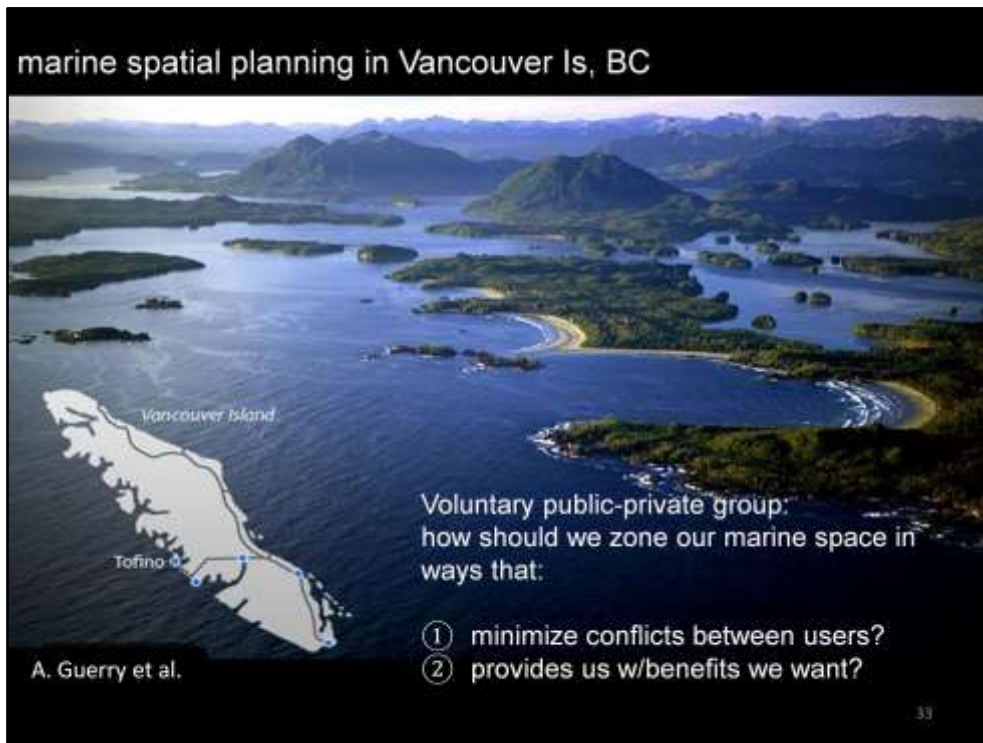 marine spatial planning in Vancouver Is, BC
Vancouver Island
Tofino
Voluntary public-private group:
how should we zone our marine space in
ways that:
① minimize conflicts between users?
② provides us w/benefits we want?
A. Guerry et al.
33